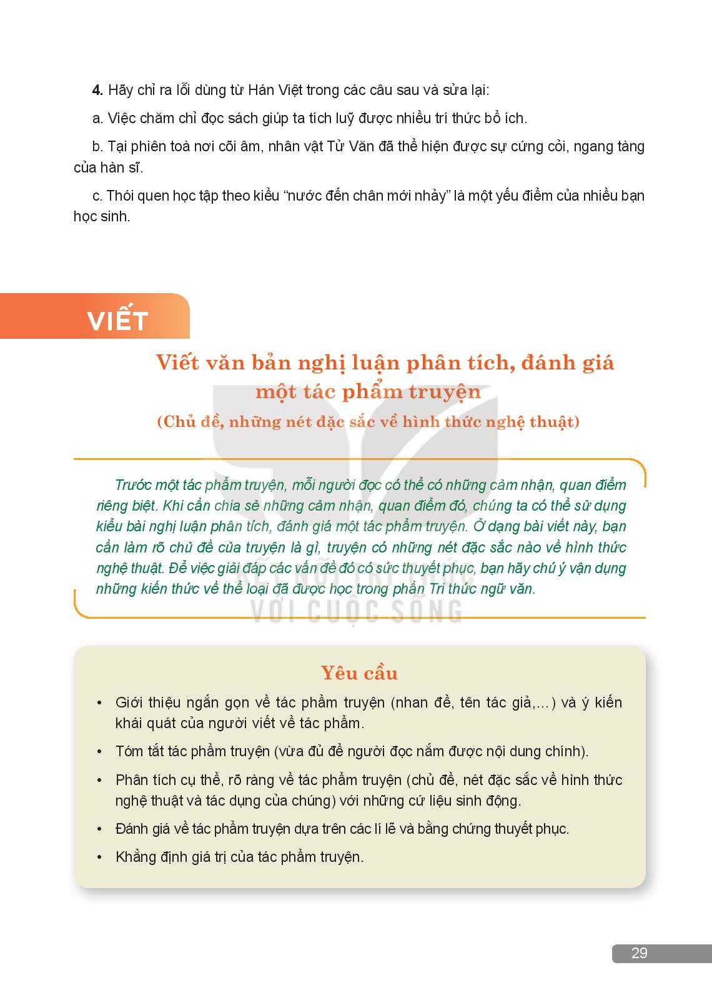 4. Hãy chỉ ra lỗi dùng từ Hán Việt trong các câu sau và sửa lại:
a. Việc chăm chỉ đọc sách giúp ta tích luỹ được nhiều trí thức bổ ích.
b. Tại phiên toà nơi cõi âm, nhân vật Tử Văn đã thể hiện được sự cứng cỏi, ngang tàng
của hàn sĩ.
c. Thói quen học tập theo kiểu “nước đến chân mới nhảy” là một yếu điểm của nhiều bạn
học sinh.
VIẾT
Viết văn bản nghị luận phân tích, đánh giá
một tác phẩm truyện
(Chủ đề, những nét đặc sắc về hình thức nghệ thuật)
Trước một tác phẩm truyện, mỗi người đọc có thể có những cảm nhận, quan điểm
riêng biệt. Khi cần chia sẻ những cảm nhận, quan điểm đó, chúng ta có thể sử dụng
kiểu bài nghị luận phân tích, đánh giá một tác phẩm truyện. Ở dạng bài viết này, bạn
cần làm rõ chủ đề của truyện là gì, truyện có những nét đặc sắc nào về hình thức
nghệ thuật. Để việc giải đáp các vấn đề đó có sức thuyết phục, bạn hãy chú ý vận dụng
những kiến thức về thể loại đã được học trong phần Tri thức ngữ văn.
KẾT NỐI TRI THỨC
VỚI CUỘC SỐNG
Yêu cầu
• Giới thiệu ngắn gọn về tác phẩm truyện (nhan đề, tên tác giả,...) và ý kiến
khái quát của người viết về tác phẩm.
• Tóm tắt tác phẩm truyện (vừa đủ để người đọc nắm được nội dung chính).
• Phân tích cụ thể, rõ ràng về tác phẩm truyện (chủ đề, nét đặc sắc về hình thức
nghệ thuật và tác dụng của chúng) với những cứ liệu sinh động.
• Đánh giá về tác phẩm truyện dựa trên các lí lẽ và bằng chứng thuyết phục.
• Khẳng định giá trị của tác phẩm truyện.
29